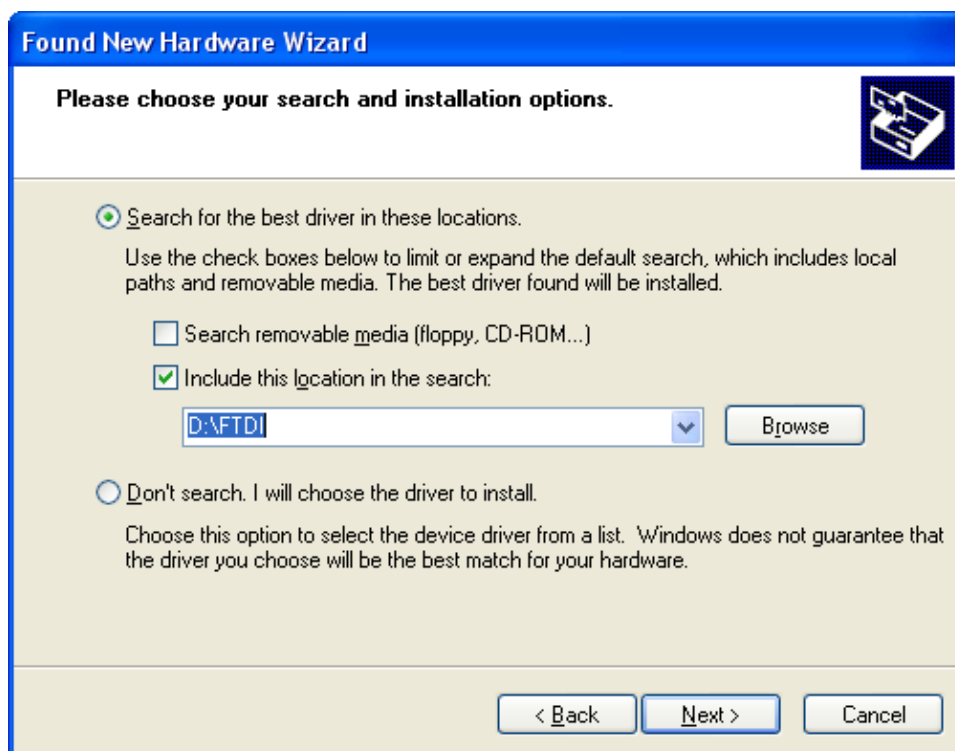 Found New Hardware Wizard
Please choose your search and installation options.
Search for the best driver in these locations.
Use the check boxes below to limit or expand the default search, which includes local
paths and removable media. The best driver found will be installed.
Search removable media (floppy, CD-ROM...)
Include this location in the search:
D:\FTDI
Browse
Don't search. I will choose the driver to install.
Choose this option to select the device driver from a list. Windows does not guarantee that
the driver you choose will be the best match for your hardware.
< Back Next > Cancel